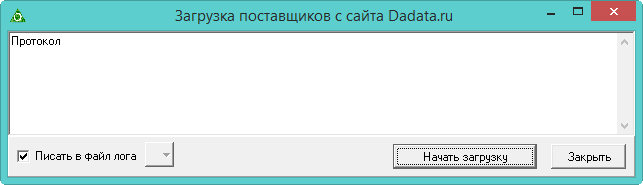 Загрузка поставщиков с сайта Dadata.ru
Протокол
Писать в файл лога
Начать загрузку
Закрыть